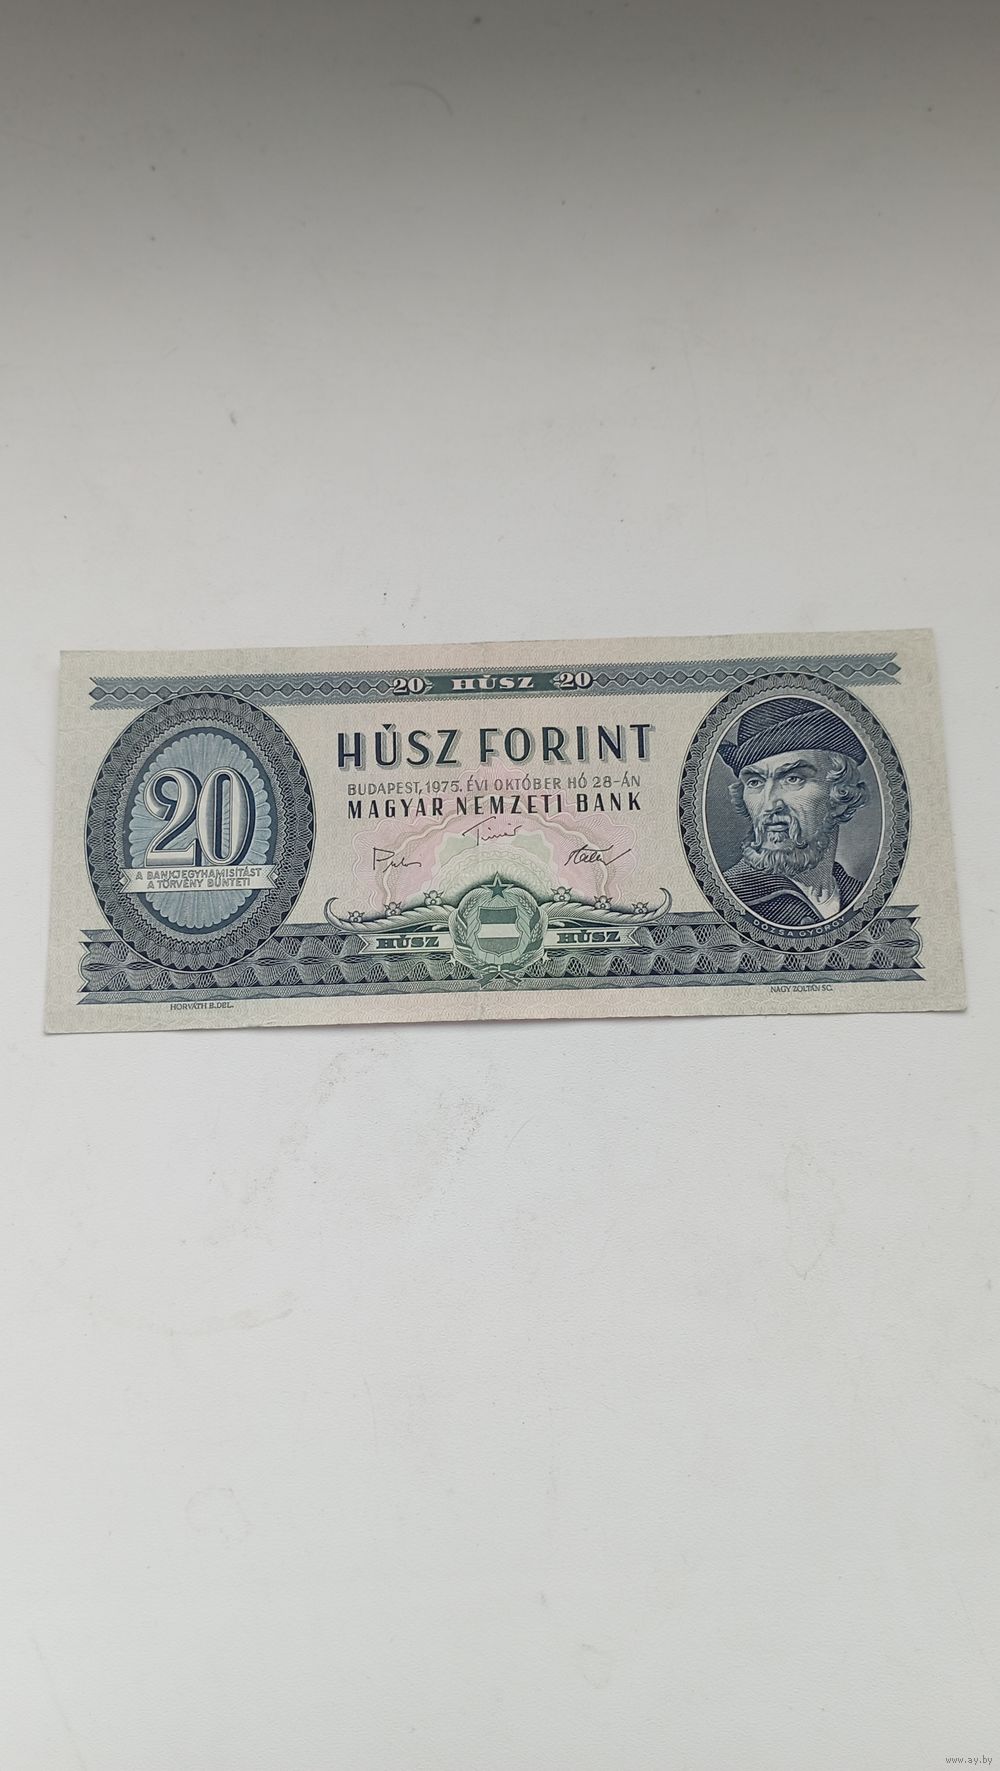 20 HÚSZ 20
HÚSZ FORINT
BUDAPEST, 1975. ÉVI OKTÓBER HÓ 28-ÁN
MAGYAR NEMZETI BANK
20
A BANKJEGYHAMISÍTÁST
A TÖRVÉNY BÜNTETI
DÓZSA GYÖRGY
HÚSZ HÚSZ
HORVÁTH B. DEL.
NAGY ZOLTÁN SC.
www.ay.by